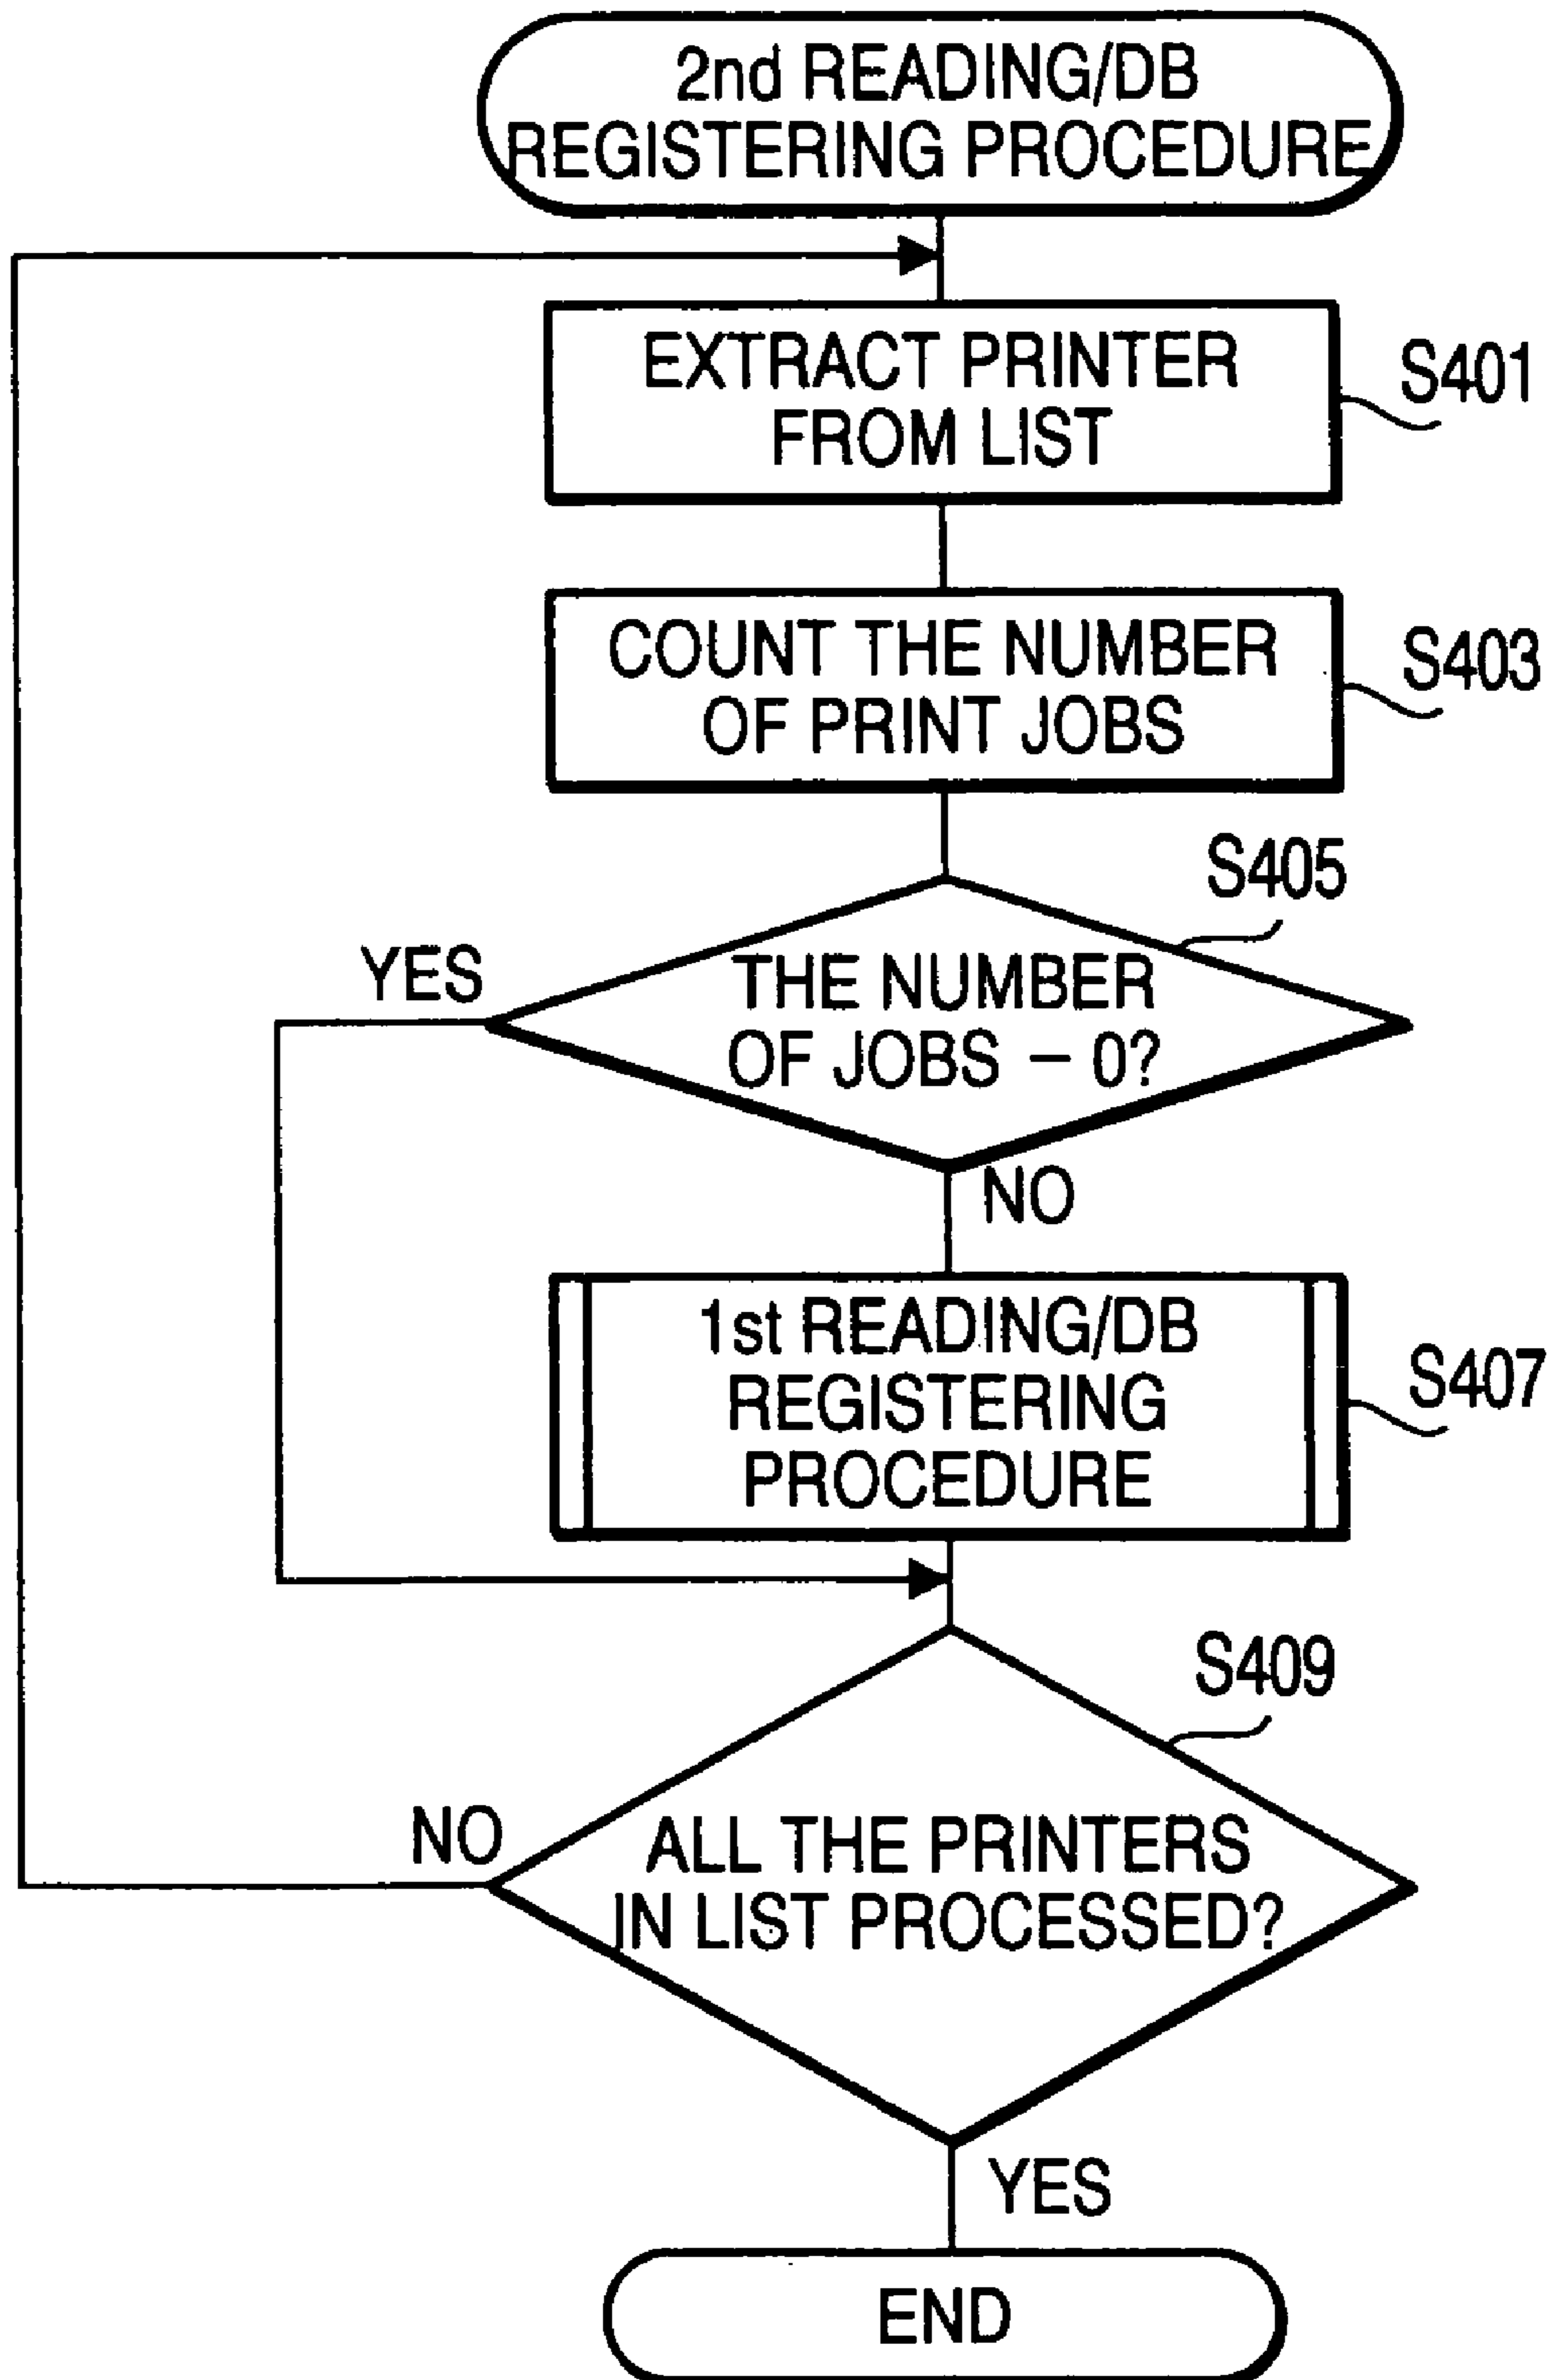 2nd READING/DB
REGISTERING PROCEDURE
EXTRACT PRINTER
FROM LIST
S401
COUNT THE NUMBER
OF PRINT JOBS
S403
S405
YES
THE NUMBER
OF JOBS − 0?
NO
1st READING/DB
REGISTERING
PROCEDURE
S407
S409
NO
ALL THE PRINTERS
IN LIST PROCESSED?
YES
END